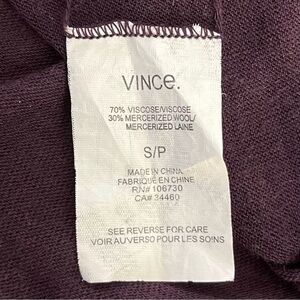 VINCE.
70% VISCOSE/VISCOSE
30% MERCERIZED WOOL/
MERCERIZED LAINE
S/P
MADE IN CHINA
FABRIQUÉ EN CHINE
RN# 106730
CA# 34460
SEE REVERSE FOR CARE
VOIR AU VERSO POUR LES SOINS